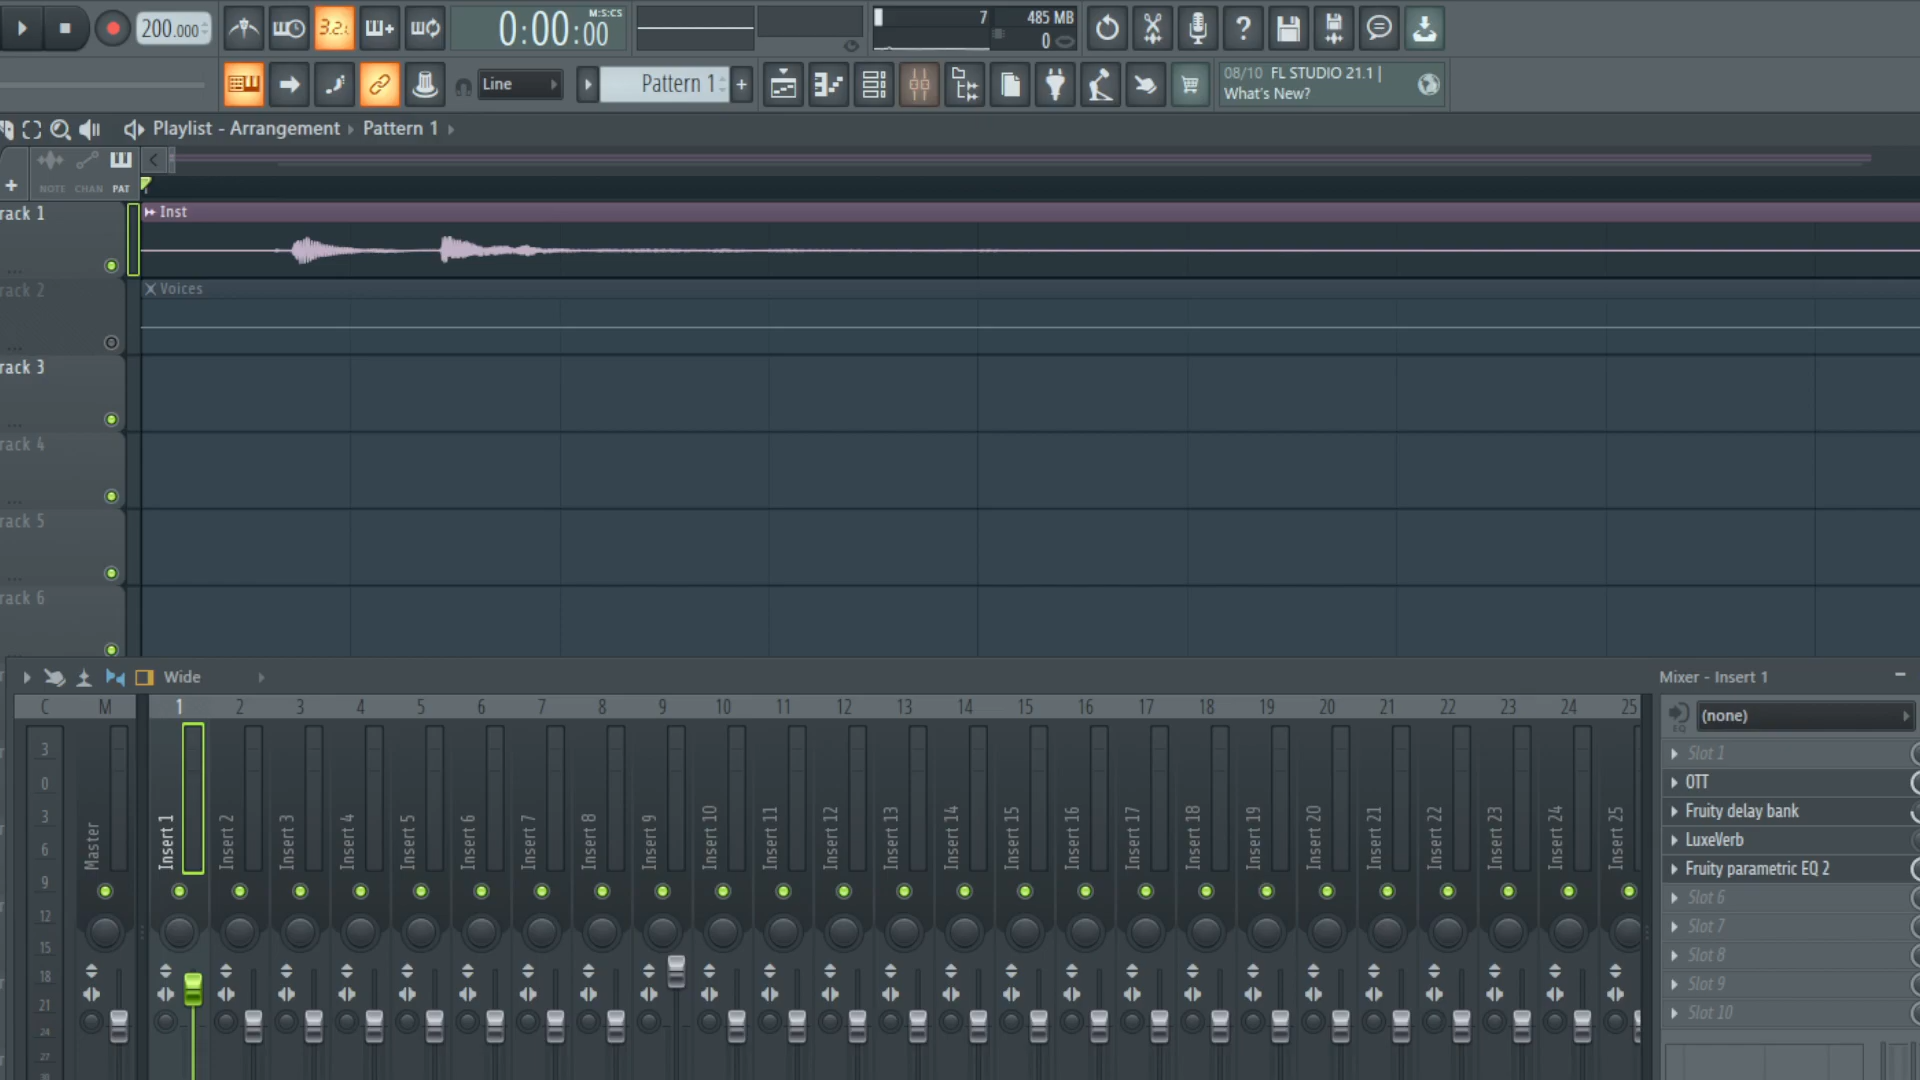 200.000
3.2.
0:00:00
M:S:CS
7
485 MB
0
Line
Pattern 1
+
08/10 FL STUDIO 21.1 |
What's New?
Playlist - Arrangement
Pattern 1
NOTE CHAN PAT
rack 1
Inst
rack 2
Voices
rack 3
rack 4
rack 5
rack 6
Wide
Mixer - Insert 1
C M 1 2 3 4 5 6 7 8 9 10 11 12 13 14 15 16 17 18 19 20 21 22 23 24 25
(none)
3
0
3
6
9
12
15
18
21
24
27
Master
Insert 1
Insert 2
Insert 3
Insert 4
Insert 5
Insert 6
Insert 7
Insert 8
Insert 9
Insert 10
Insert 11
Insert 12
Insert 13
Insert 14
Insert 15
Insert 16
Insert 17
Insert 18
Insert 19
Insert 20
Insert 21
Insert 22
Insert 23
Insert 24
Insert 25
Slot 1
OTT
Fruity delay bank
LuxeVerb
Fruity parametric EQ 2
Slot 6
Slot 7
Slot 8
Slot 9
Slot 10